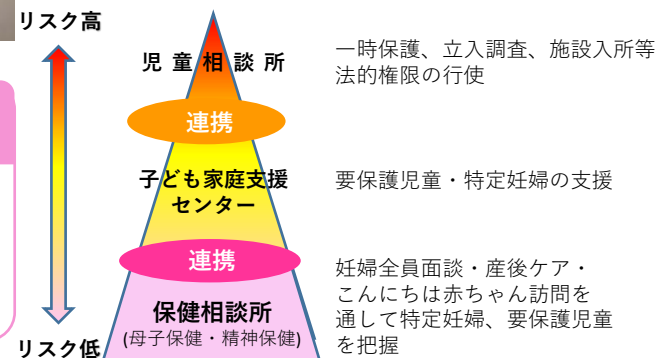 リスク高
児童相談所
一時保護、立入調査、施設入所等
法的権限の行使
連携
子ども家庭支援
センター
要保護児童・特定妊婦の支援
連携
保健相談所
(母子保健・精神保健)
妊婦全員面談・産後ケア・
こんにちは赤ちゃん訪問を
通して特定妊婦、要保護児童
を把握
リスク低